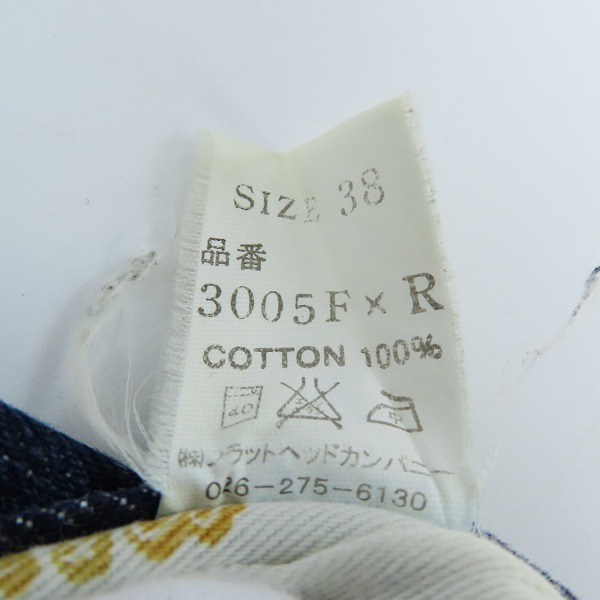 SIZE 38
品番
3005F× R
COTTON 100%
㈱フラットヘッドカンパニー
026-275-6130